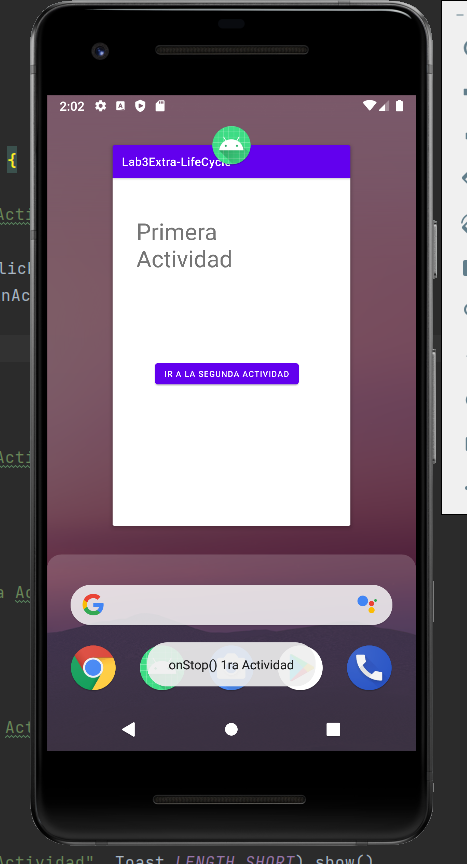 2:02
{
Lab3Extra-LifeCycle
Acti
Primera
Actividad
lick
nAc
IR A LA SEGUNDA ACTIVIDAD
Acti
a Ac
onStop() 1ra Actividad
Act
Actividad", Toast.LENGTH_SHORT).show()